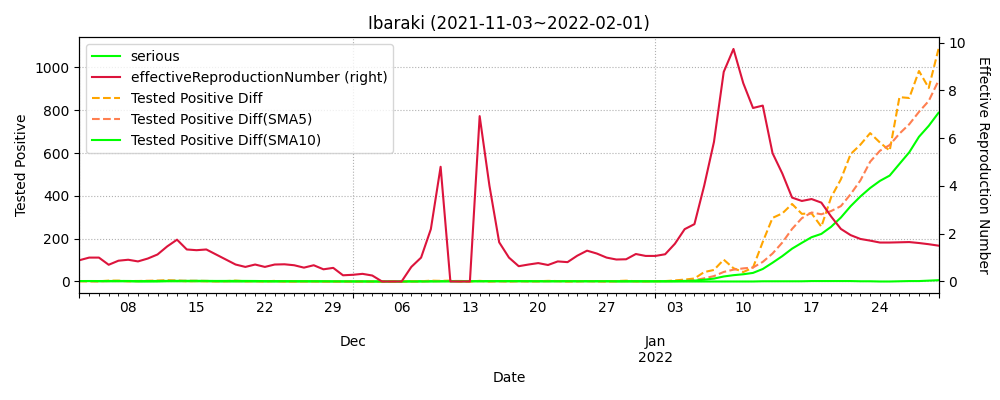 Ibaraki (2021-11-03~2022-02-01)
serious
effectiveReproductionNumber (right)
Tested Positive Diff
Tested Positive Diff(SMA5)
Tested Positive Diff(SMA10)
Tested Positive
1000
800
600
400
200
0
Effective Reproduction Number
10
8
6
4
2
0
08 15 22 29 06 13 20 27 03 10 17 24
Dec Jan
2022
Date